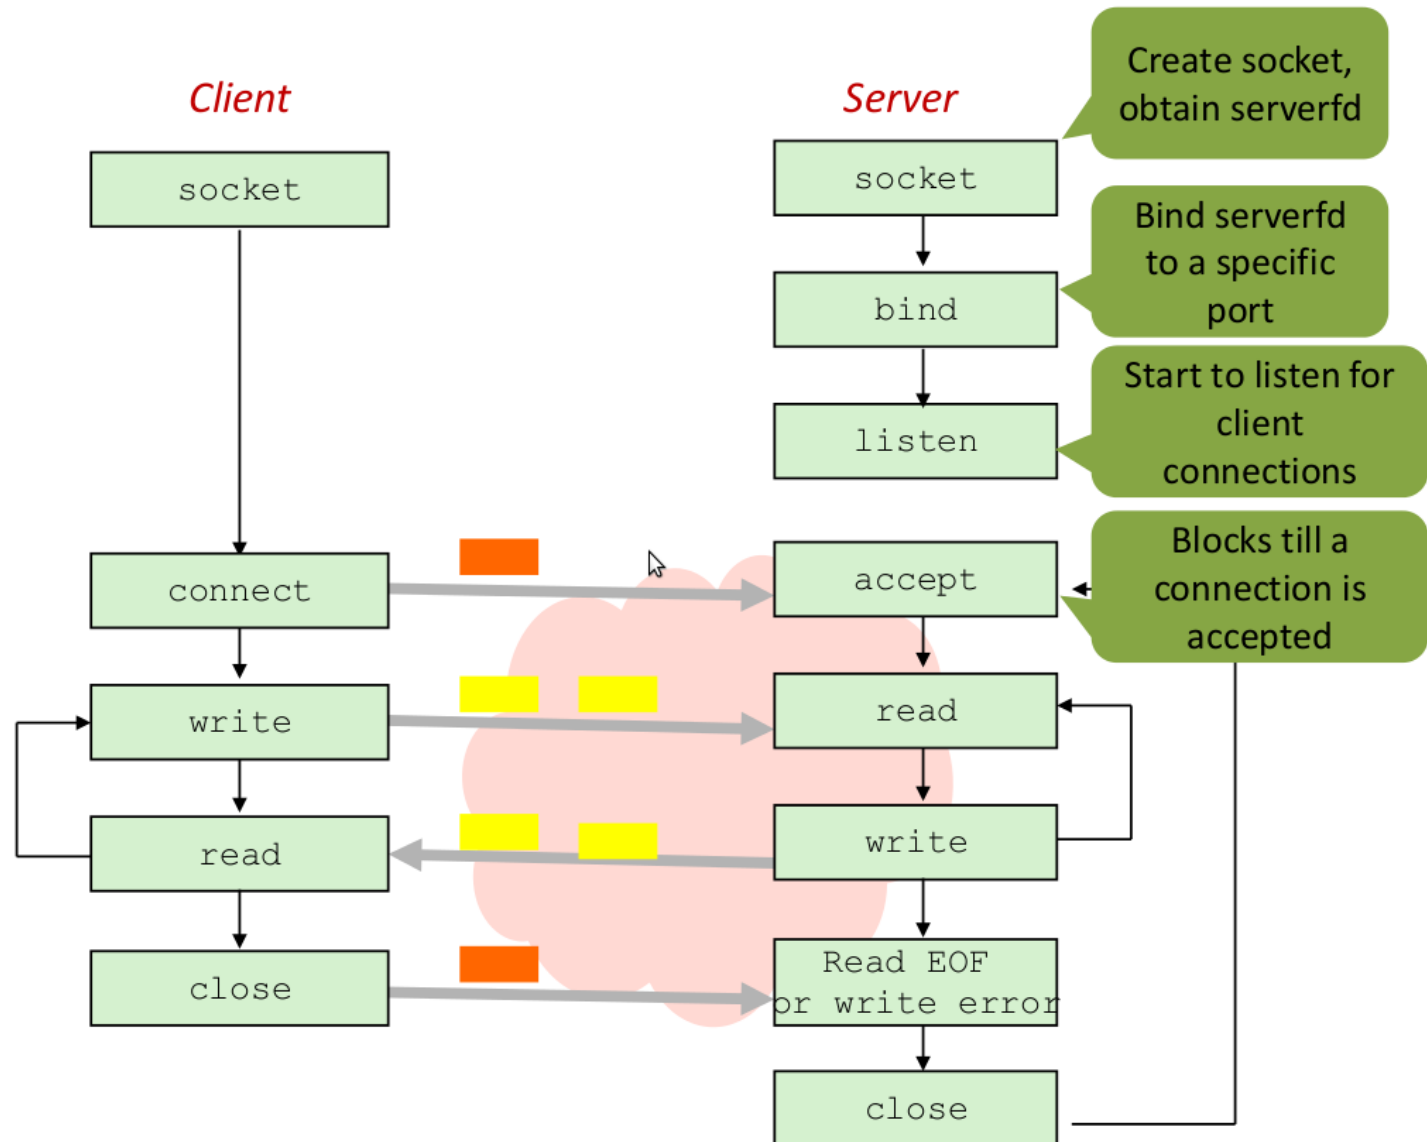 Client
Server
Create socket,
obtain serverfd
socket
socket
Bind serverfd
to a specific
port
bind
Start to listen for
client
connections
listen
Blocks till a
connection is
accepted
connect
accept
write
read
read
write
close
Read EOF
or write error
close